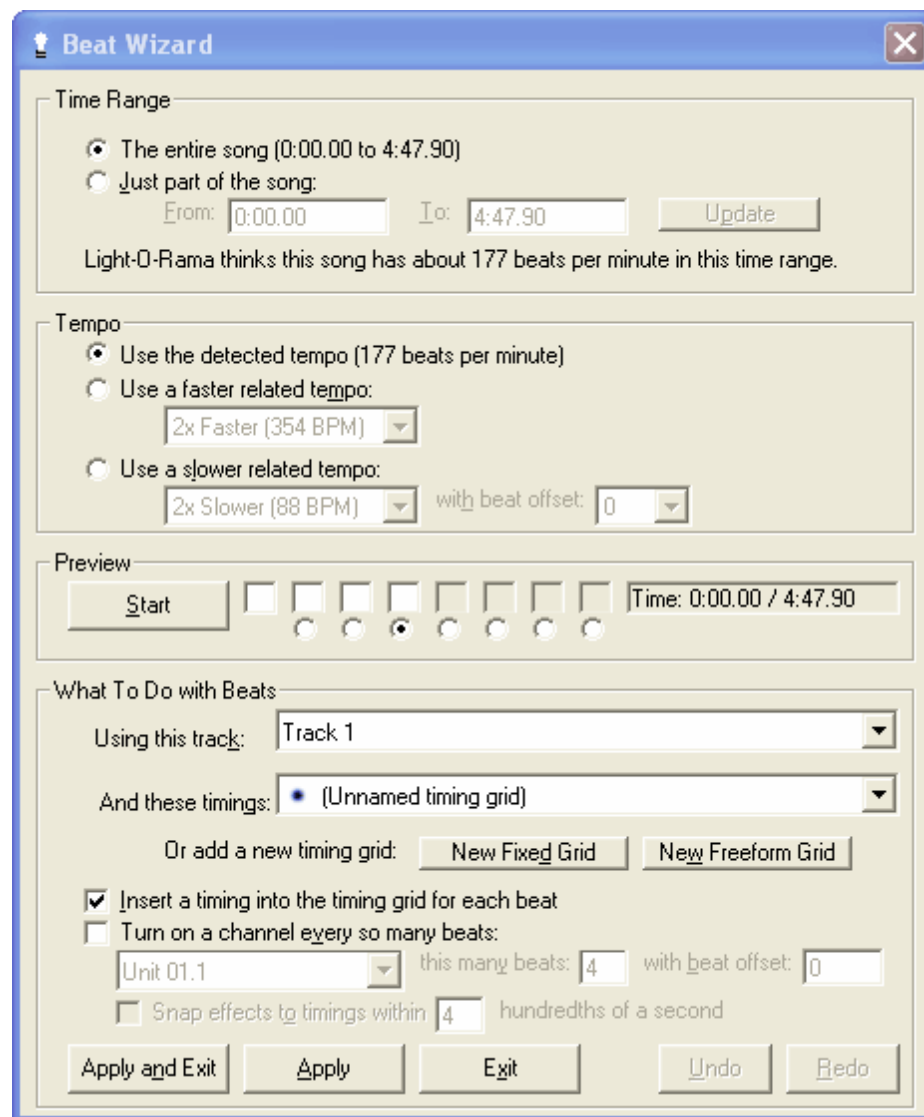 Beat Wizard
Time Range
The entire song (0:00.00 to 4:47.90)
Just part of the song:
From: 0:00.00 To: 4:47.90 Update
Light-O-Rama thinks this song has about 177 beats per minute in this time range.
Tempo
Use the detected tempo (177 beats per minute)
Use a faster related tempo:
2x Faster (354 BPM)
Use a slower related tempo:
2x Slower (88 BPM) with beat offset: 0
Preview
Start Time: 0:00.00 / 4:47.90
What To Do with Beats
Using this track: Track 1
And these timings: (Unnamed timing grid)
Or add a new timing grid: New Fixed Grid New Freeform Grid
Insert a timing into the timing grid for each beat
Turn on a channel every so many beats:
Unit 01.1 this many beats: 4 with beat offset: 0
Snap effects to timings within 4 hundredths of a second
Apply and Exit Apply Exit Undo Redo